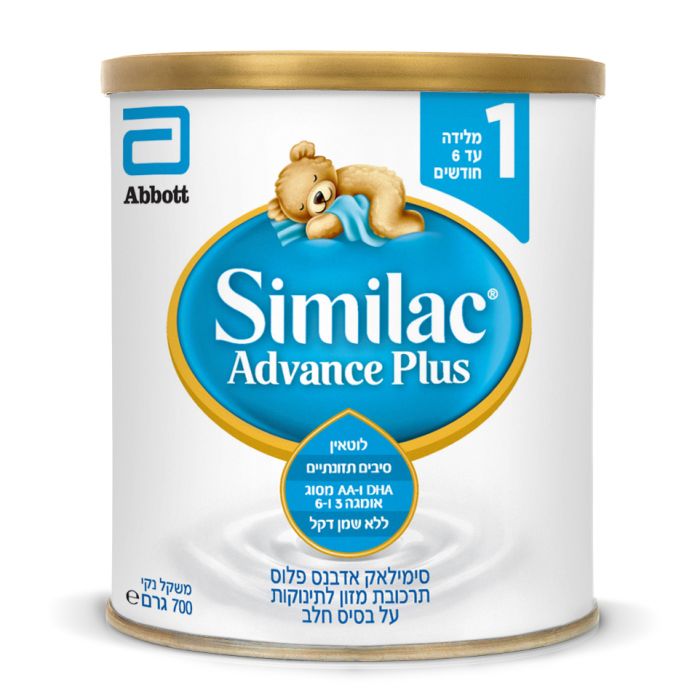 Abbott
1
מלידה
עד 6
חודשים
Similac®
Advance Plus
לוטאין
סיבים תזונתיים
DHA ו-AA מסוג
אומגה 3 ו-6
ללא שמן דקל
סימילאק אדבנס פלוס
תרכובת מזון לתינוקות
על בסיס חלב
משקל נקי
700 גרם ℮